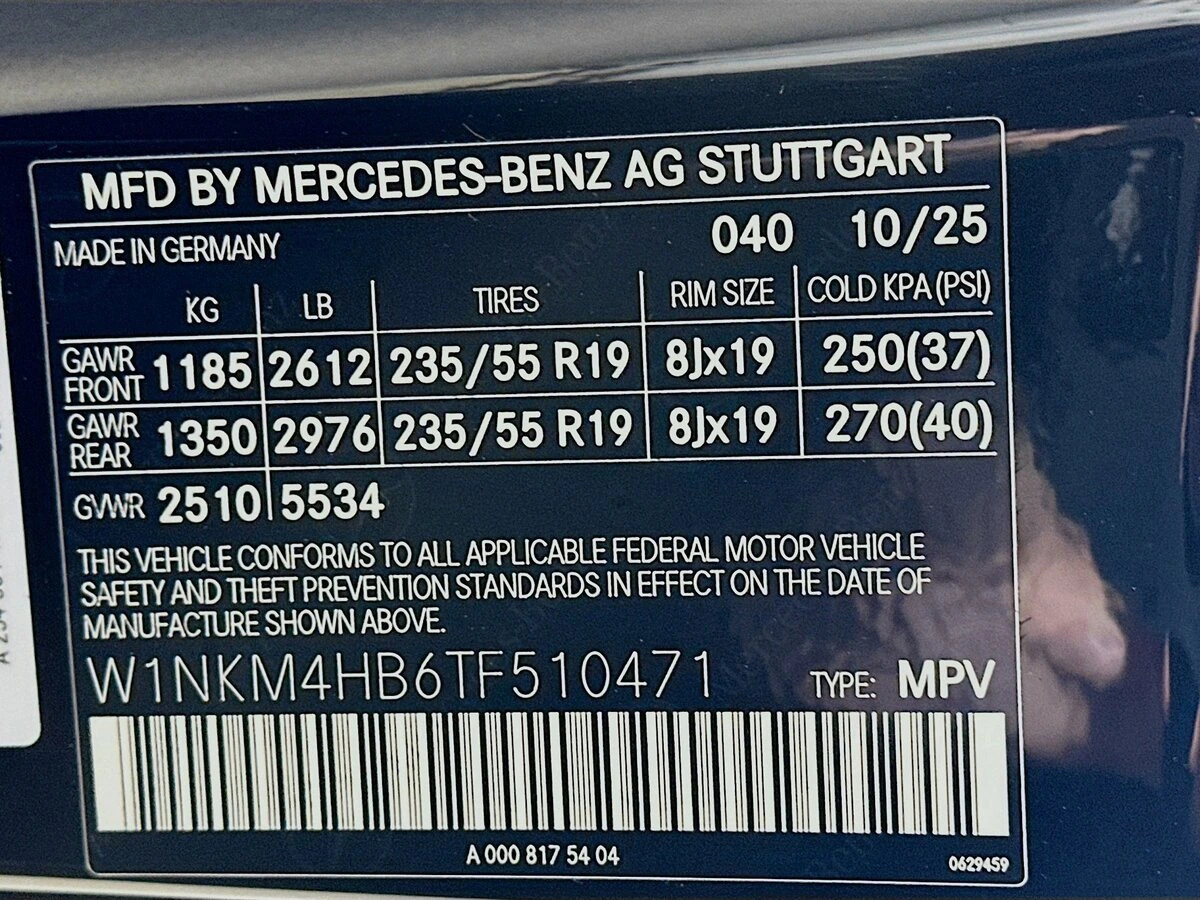 MFD BY MERCEDES-BENZ AG STUTTGART
MADE IN GERMANY 040 10/25
KG LB TIRES RIM SIZE COLD KPA (PSI)
GAWR FRONT 1185 2612 235/55 R19 8Jx19 250(37)
GAWR REAR 1350 2976 235/55 R19 8Jx19 270(40)
GVWR 2510 5534
THIS VEHICLE CONFORMS TO ALL APPLICABLE FEDERAL MOTOR VEHICLE
SAFETY AND THEFT PREVENTION STANDARDS IN EFFECT ON THE DATE OF
MANUFACTURE SHOWN ABOVE.
W1NKM4HB6TF510471 TYPE: MPV
A 000 817 54 04 0629459